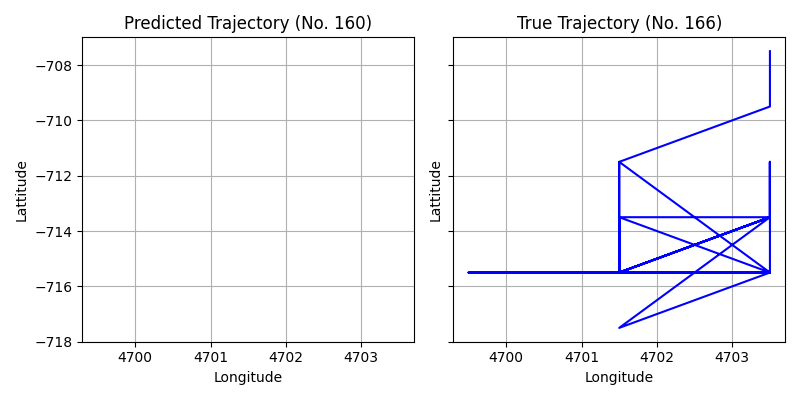 Predicted Trajectory (No. 160)
True Trajectory (No. 166)
Lattitude
−708
−710
−712
−714
−716
−718
4700
4701
4702
4703
Longitude
Lattitude
4700
4701
4702
4703
Longitude